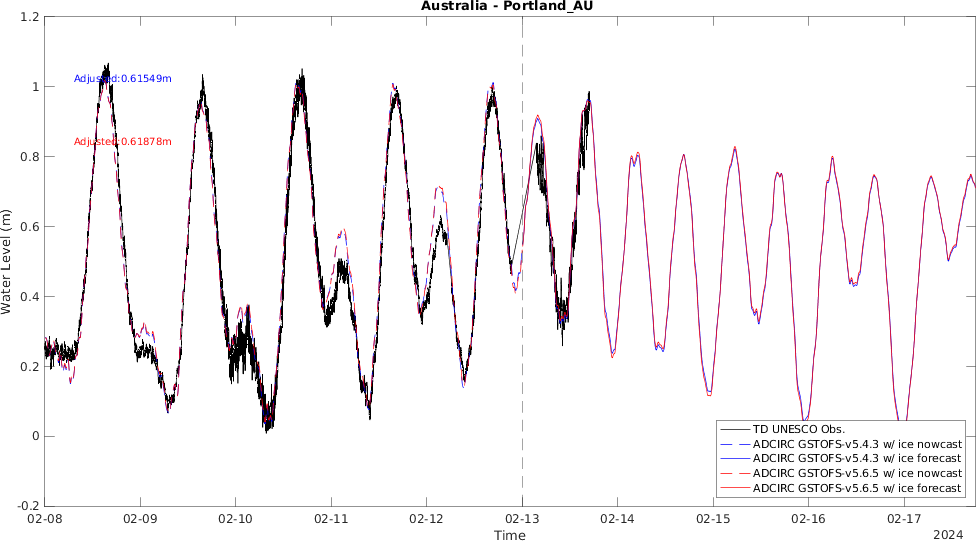 Australia - Portland_AU
1.2
1
0.8
0.6
0.4
0.2
0
-0.2
Water Level (m)
Adjusted:0.61549m
Adjusted:0.61878m
TD UNESCO Obs.
ADCIRC GSTOFS-v5.4.3 w/ ice nowcast
ADCIRC GSTOFS-v5.4.3 w/ ice forecast
ADCIRC GSTOFS-v5.6.5 w/ ice nowcast
ADCIRC GSTOFS-v5.6.5 w/ ice forecast
02-08 02-09 02-10 02-11 02-12 02-13 02-14 02-15 02-16 02-17
Time
2024